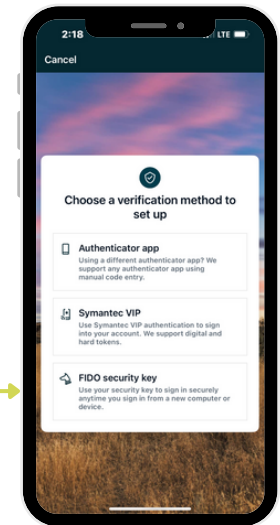 2:18
LTE
Cancel
Choose a verification method to
set up
Authenticator app
Using a different authenticator app? We
support any authenticator app using
manual code entry.
Symantec VIP
Use Symantec VIP authentication to sign
into your account. We support digital and
hard tokens.
FIDO security key
Use your security key to sign in securely
anytime you sign in from a new computer or
device.